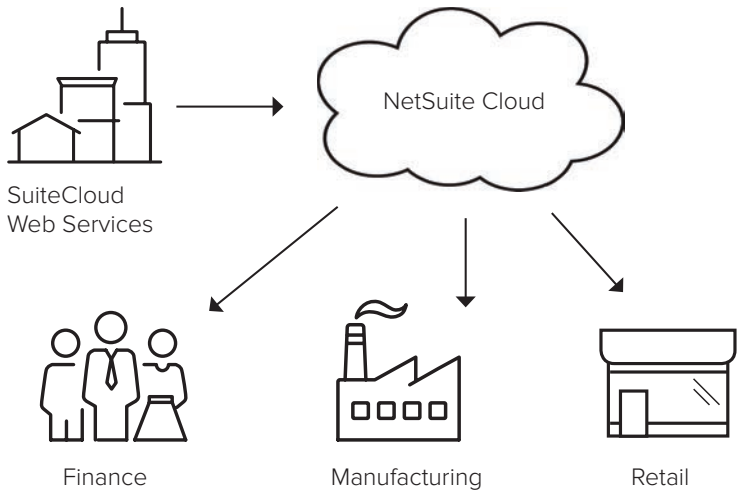 NetSuite Cloud
SuiteCloud
Web Services
Finance
Manufacturing
Retail